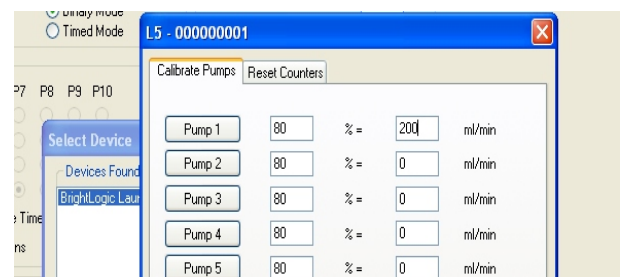 Binary Mode
Timed Mode
P7 P8 P9 P10
Select Device
Devices Found
BrightLogic Laun
e Time
ns
L5 - 000000001
Calibrate Pumps Reset Counters
Pump 1 80 % = 200 ml/min
Pump 2 80 % = 0 ml/min
Pump 3 80 % = 0 ml/min
Pump 4 80 % = 0 ml/min
Pump 5 80 % = 0 ml/min